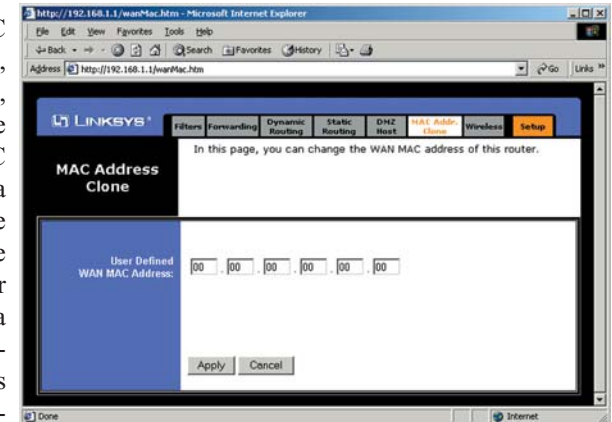 http://192.168.1.1/wanMac.htm - Microsoft Internet Explorer
File Edit View Favorites Tools Help
Back Search Favorites History
Address http://192.168.1.1/wanMac.htm Go Links »
LINKSYS® Filters Forwarding Dynamic Routing Static Routing DMZ Host MAC Addr. Clone Wireless Setup
MAC Address Clone
In this page, you can change the WAN MAC address of this router.
User Defined
WAN MAC Address: 00 . 00 . 00 . 00 . 00 . 00
Apply Cancel
Done Internet